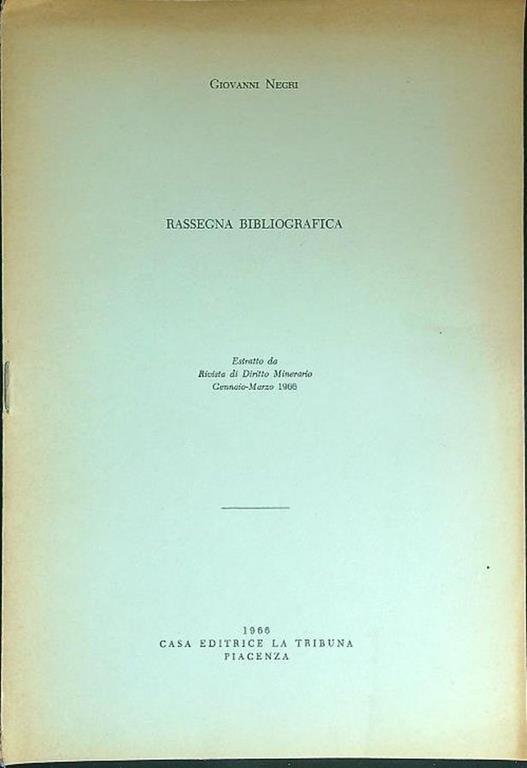 Giovanni Negri
RASSEGNA BIBLIOGRAFICA
Estratto da
Rivista di Diritto Minerario
Gennaio-Marzo 1966
1966
CASA EDITRICE LA TRIBUNA
PIACENZA